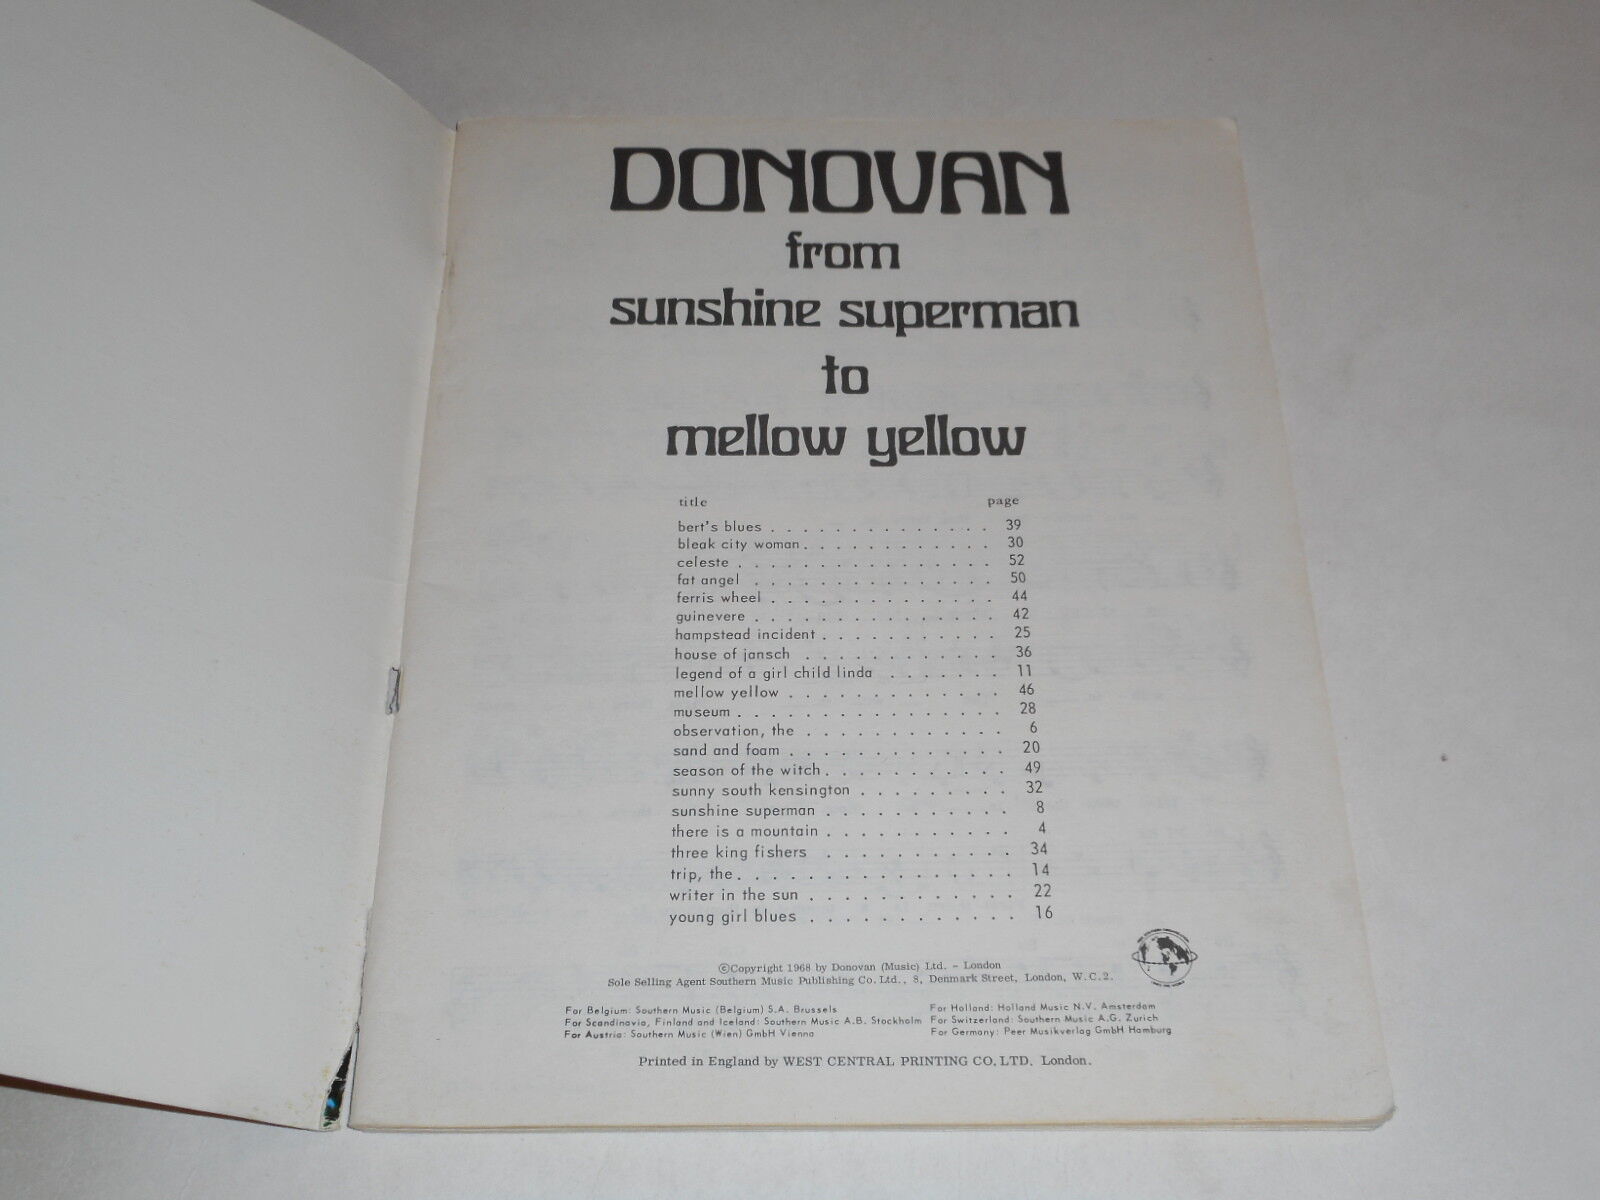 DONOVAN
from
sunshine superman
to
mellow yellow
title page
bert's blues . . . . . . . . . . . . . . 39
bleak city woman . . . . . . . . . . . . 30
celeste . . . . . . . . . . . . . . . . 52
fat angel . . . . . . . . . . . . . . . 50
ferris wheel . . . . . . . . . . . . . . 44
guinevere . . . . . . . . . . . . . . . 42
hampstead incident . . . . . . . . . . . 25
house of jansch . . . . . . . . . . . . 36
legend of a girl child linda . . . . . . . 11
mellow yellow . . . . . . . . . . . . . 46
museum . . . . . . . . . . . . . . . . 28
observation, the . . . . . . . . . . . . 6
sand and foam . . . . . . . . . . . . . 20
season of the witch . . . . . . . . . . . 49
sunny south kensington . . . . . . . . . 32
sunshine superman . . . . . . . . . . . 8
there is a mountain . . . . . . . . . . . 4
three king fishers . . . . . . . . . . . 34
trip, the . . . . . . . . . . . . . . . . 14
writer in the sun . . . . . . . . . . . . 22
young girl blues . . . . . . . . . . . . 16
©Copyright 1968 by Donovan (Music) Ltd. - London
Sole Selling Agent Southern Music Publishing Co. Ltd., 8, Denmark Street, London, W.C.2.
For Belgium: Southern Music (Belgium) S.A. Brussels
For Scandinavia, Finland and Iceland: Southern Music A.B. Stockholm
For Austria: Southern Music (Wien) GmbH Vienna
For Holland: Holland Music N.V. Amsterdam
For Switzerland: Southern Music A.G. Zurich
For Germany: Peer Musikverlag GmbH Hamburg
Printed in England by WEST CENTRAL PRINTING CO. LTD. London.